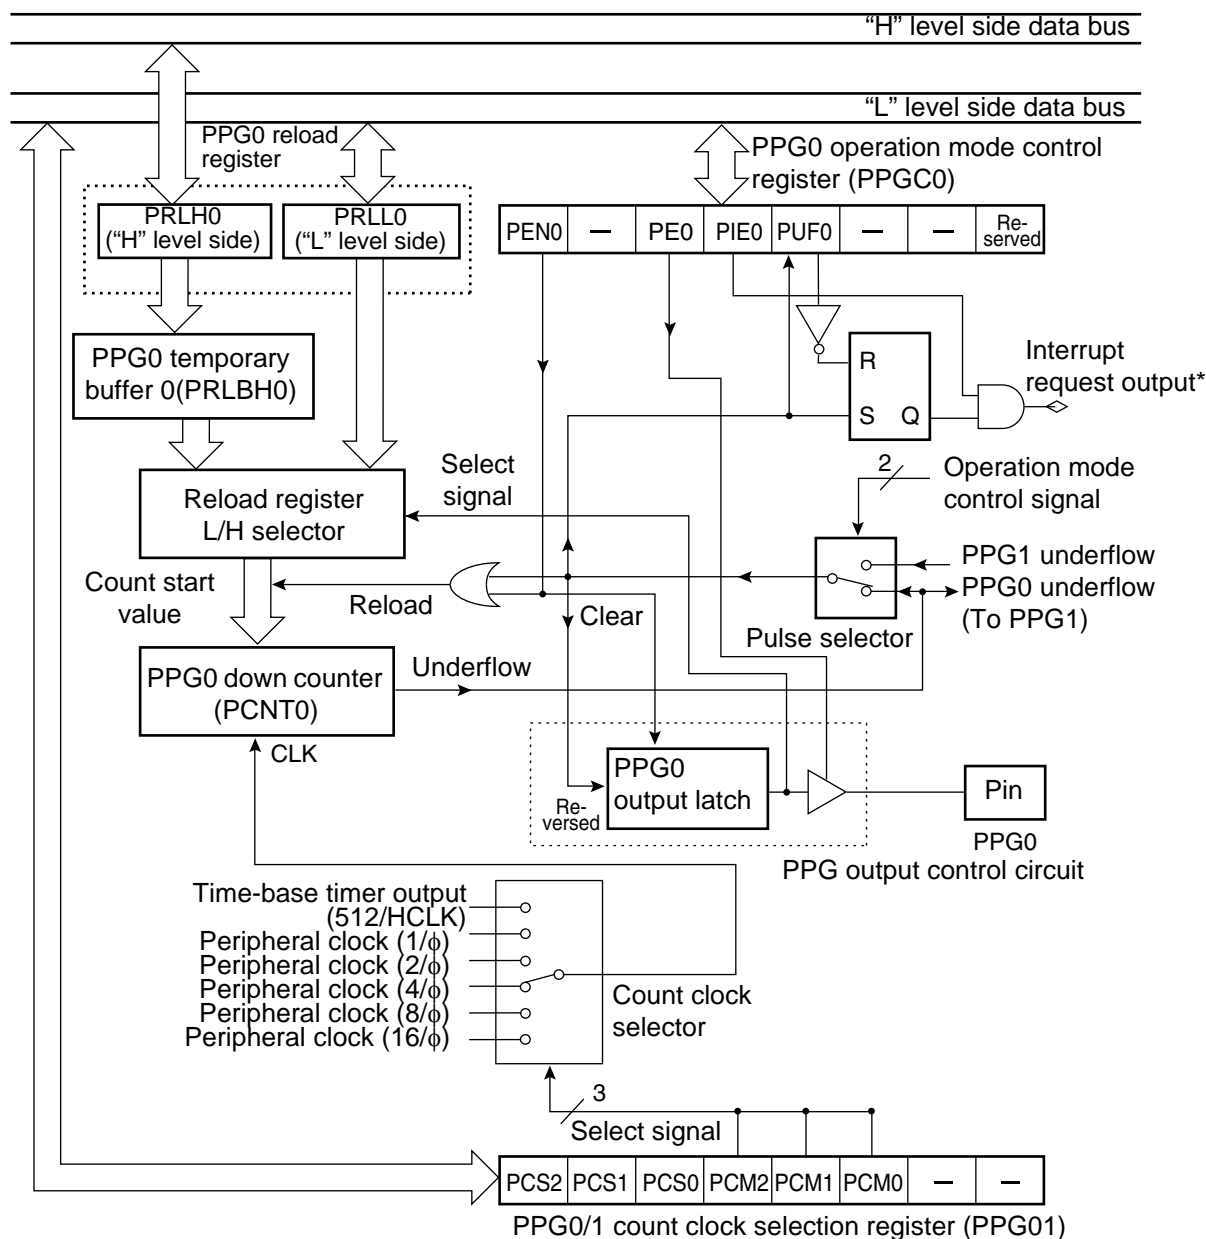 “H” level side data bus
“L” level side data bus
PPG0 reload
register
PPG0 operation mode control
register (PPGC0)
PRLH0
(“H” level side)
PRLL0
(“L” level side)
PEN0
—
PE0
PIE0
PUF0
—
—
Re-
served
PPG0 temporary
buffer 0(PRLBH0)
R
S Q
Interrupt
request output*
Reload register
L/H selector
Select
signal
2
Operation mode
control signal
Count start
value
Reload
Clear
PPG1 underflow
PPG0 underflow
(To PPG1)
Pulse selector
PPG0 down counter
(PCNT0)
Underflow
CLK
PPG0
output latch
Re-
versed
Pin
PPG0
PPG output control circuit
Time-base timer output
(512/HCLK)
Peripheral clock (1/ϕ)
Peripheral clock (2/ϕ)
Peripheral clock (4/ϕ)
Peripheral clock (8/ϕ)
Peripheral clock (16/ϕ)
Count clock
selector
3
Select signal
PCS2
PCS1
PCS0
PCM2
PCM1
PCM0
—
—
PPG0/1 count clock selection register (PPG01)